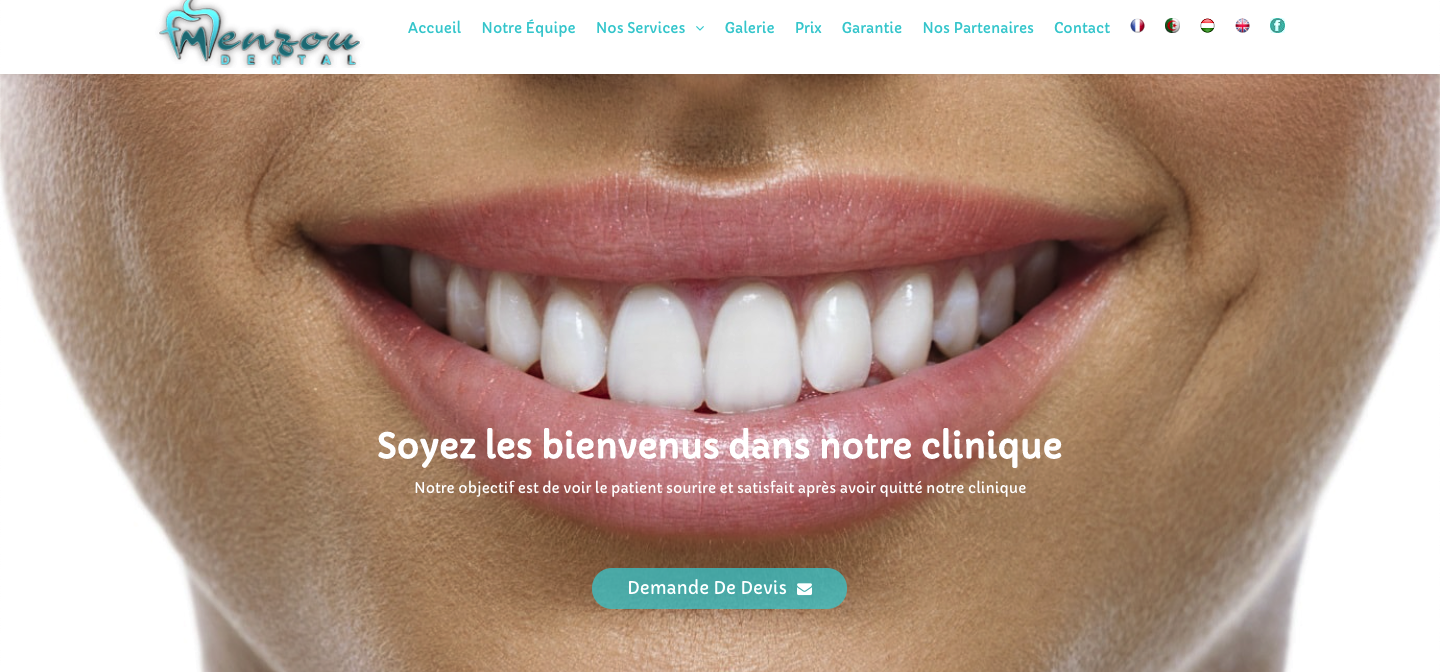 Menzou
DENTAL
Accueil Notre Équipe Nos Services Galerie Prix Garantie Nos Partenaires Contact
Soyez les bienvenus dans notre clinique
Notre objectif est de voir le patient sourire et satisfait après avoir quitté notre clinique
Demande De Devis